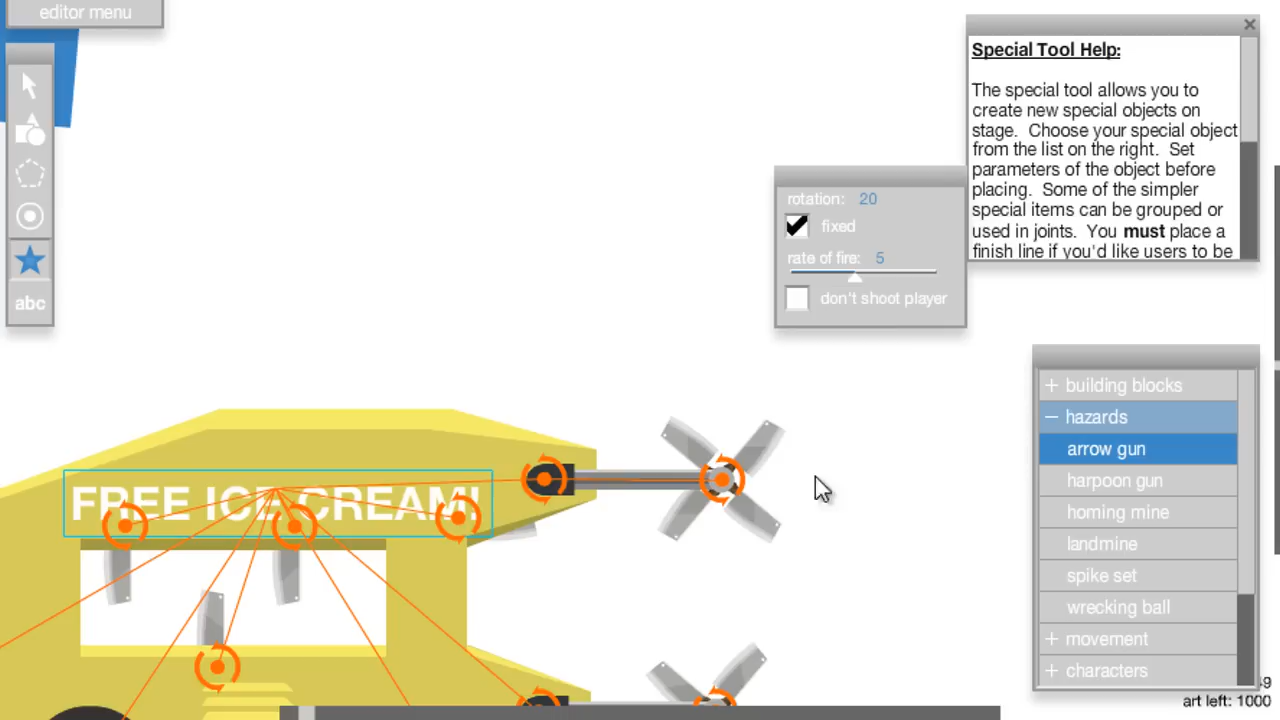 editor menu
Special Tool Help:
The special tool allows you to
create new special objects on
stage. Choose your special object
from the list on the right. Set
parameters of the object before
placing. Some of the simpler
special items can be grouped or
used in joints. You must place a
finish line if you'd like users to be
rotation: 20
fixed
rate of fire: 5
don't shoot player
abc
+ building blocks
− hazards
arrow gun
harpoon gun
homing mine
landmine
spike set
wrecking ball
+ movement
+ characters
FREE ICE CREAM!
art left: 1000